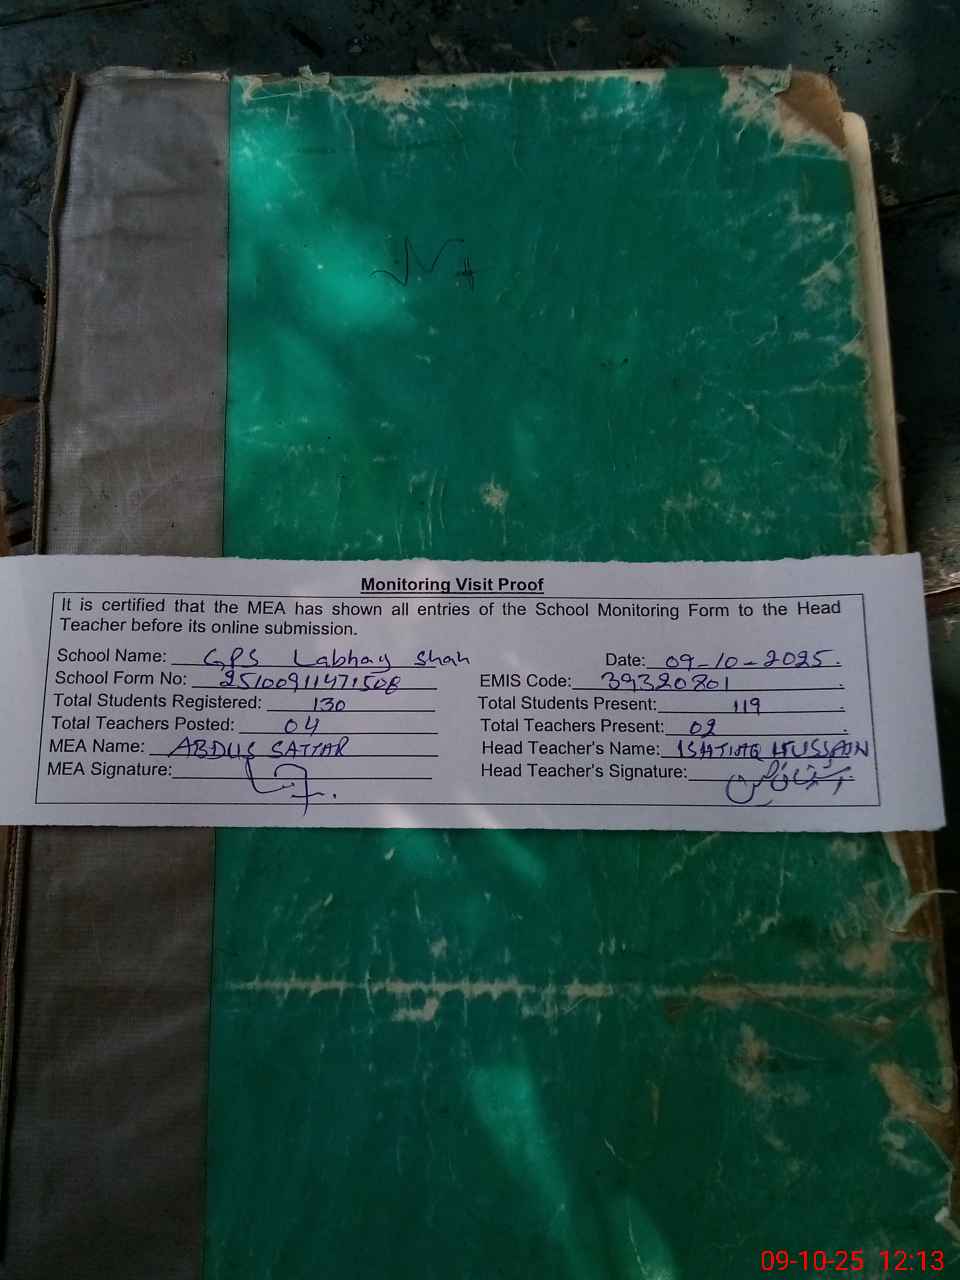 Monitoring Visit Proof
It is certified that the MEA has shown all entries of the School Monitoring Form to the Head
Teacher before its online submission.
School Name: GPS Labhay Shah Date: 09-10-2025.
School Form No: 25100911471508 EMIS Code: 39320801
Total Students Registered: 130 Total Students Present: 119
Total Teachers Posted: 04 Total Teachers Present: 02
MEA Name: ABDUS SATTAR Head Teacher's Name: ISHTIAQ HUSSAIN
MEA Signature: Head Teacher's Signature:
09-10-25 12:13